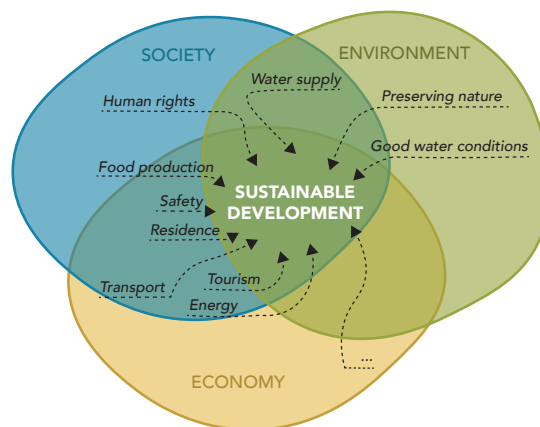 SOCIETY
ENVIRONMENT
Water supply
Human rights
Preserving nature
Good water conditions
Food production
SUSTAINABLE
DEVELOPMENT
Safety
Residence
Transport
Tourism
Energy
...
ECONOMY